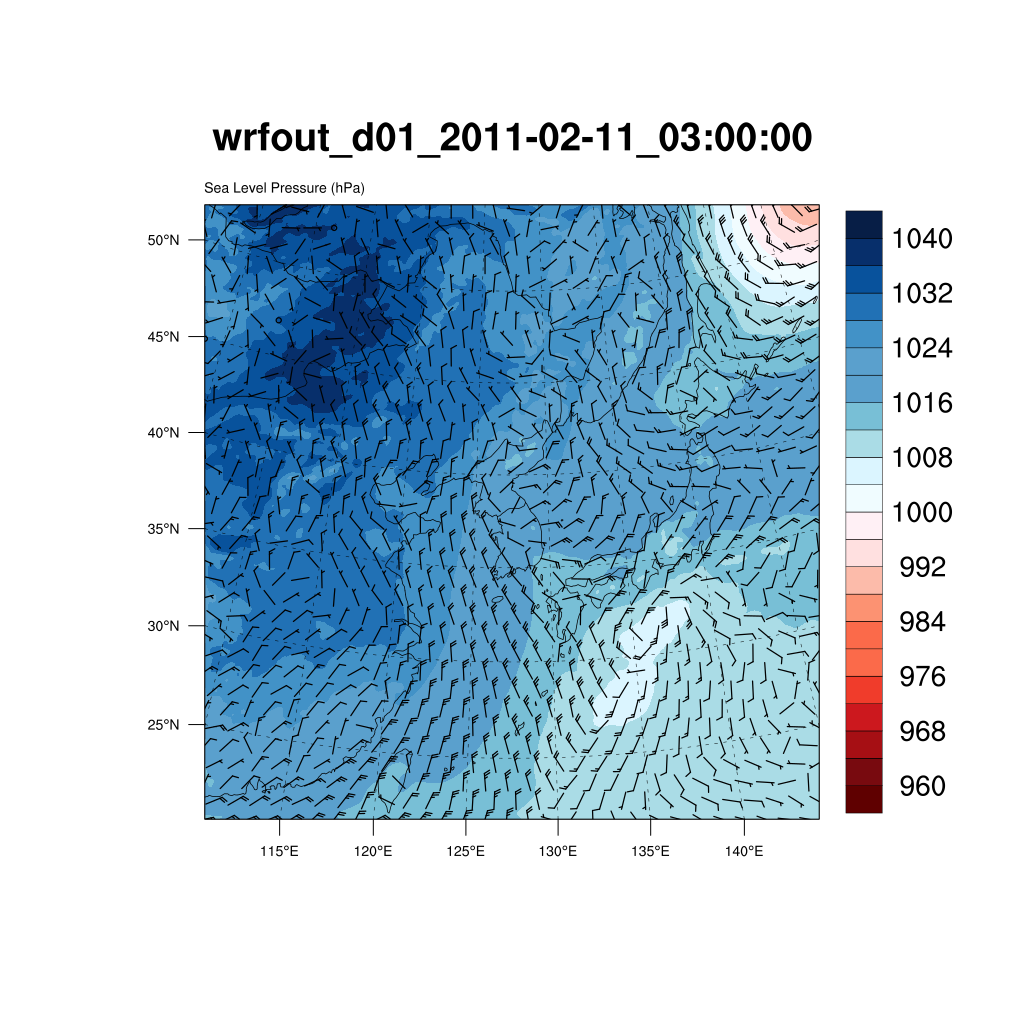 wrfout_d01_2011-02-11_03:00:00
Sea Level Pressure (hPa)
50°N
45°N
40°N
35°N
30°N
25°N
115°E
120°E
125°E
130°E
135°E
140°E
1040
1032
1024
1016
1008
1000
992
984
976
968
960